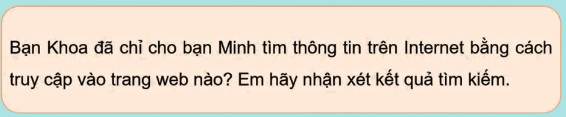 Bạn Khoa đã chỉ cho bạn Minh tìm thông tin trên Internet bằng cách
truy cập vào trang web nào? Em hãy nhận xét kết quả tìm kiếm.